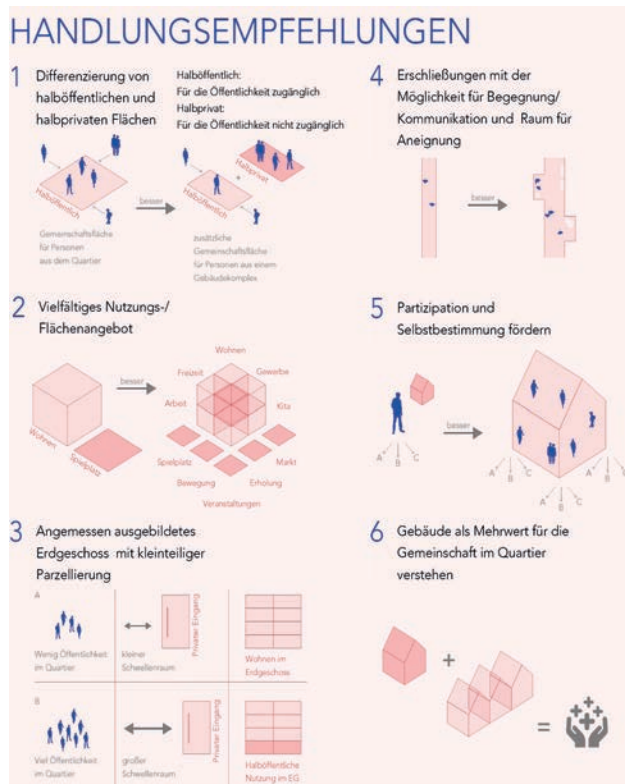 HANDLUNGSEMPFEHLUNGEN
1
Differenzierung von
halböffentlichen und
halbprivaten Flächen
Halböffentlich:
Für die Öffentlichkeit zugänglich
Halbprivat:
Für die Öffentlichkeit nicht zugänglich
Halböffentlich
besser
Halböffentlich
+
Halbprivat
Gemeinschaftsfläche
für Personen
aus dem Quartier
zusätzliche
Gemeinschaftsfläche
für Personen aus einem
Gebäudekomplex
2
Vielfältiges Nutzungs-/
Flächenangebot
Wohnen
Spielplatz
besser
Wohnen
Freizeit
Gewerbe
Arbeit
Kita
Spielplatz
Markt
Bewegung
Erholung
Veranstaltungen
3
Angemessen ausgebildetes
Erdgeschoss mit kleinteiliger
Parzellierung
A
Wenig Öffentlichkeit
im Quartier
kleiner
Schwellenraum
Privater Eingang
Wohnen im
Erdgeschoss
B
Viel Öffentlichkeit
im Quartier
großer
Schwellenraum
Privater Eingang
Halböffentliche
Nutzung im EG
4
Erschließungen mit der
Möglichkeit für Begegnung/
Kommunikation und Raum für
Aneignung
besser
5
Partizipation und
Selbstbestimmung fördern
A B C
besser
A B C
A B C
A B C
6
Gebäude als Mehrwert für die
Gemeinschaft im Quartier
verstehen
+
=